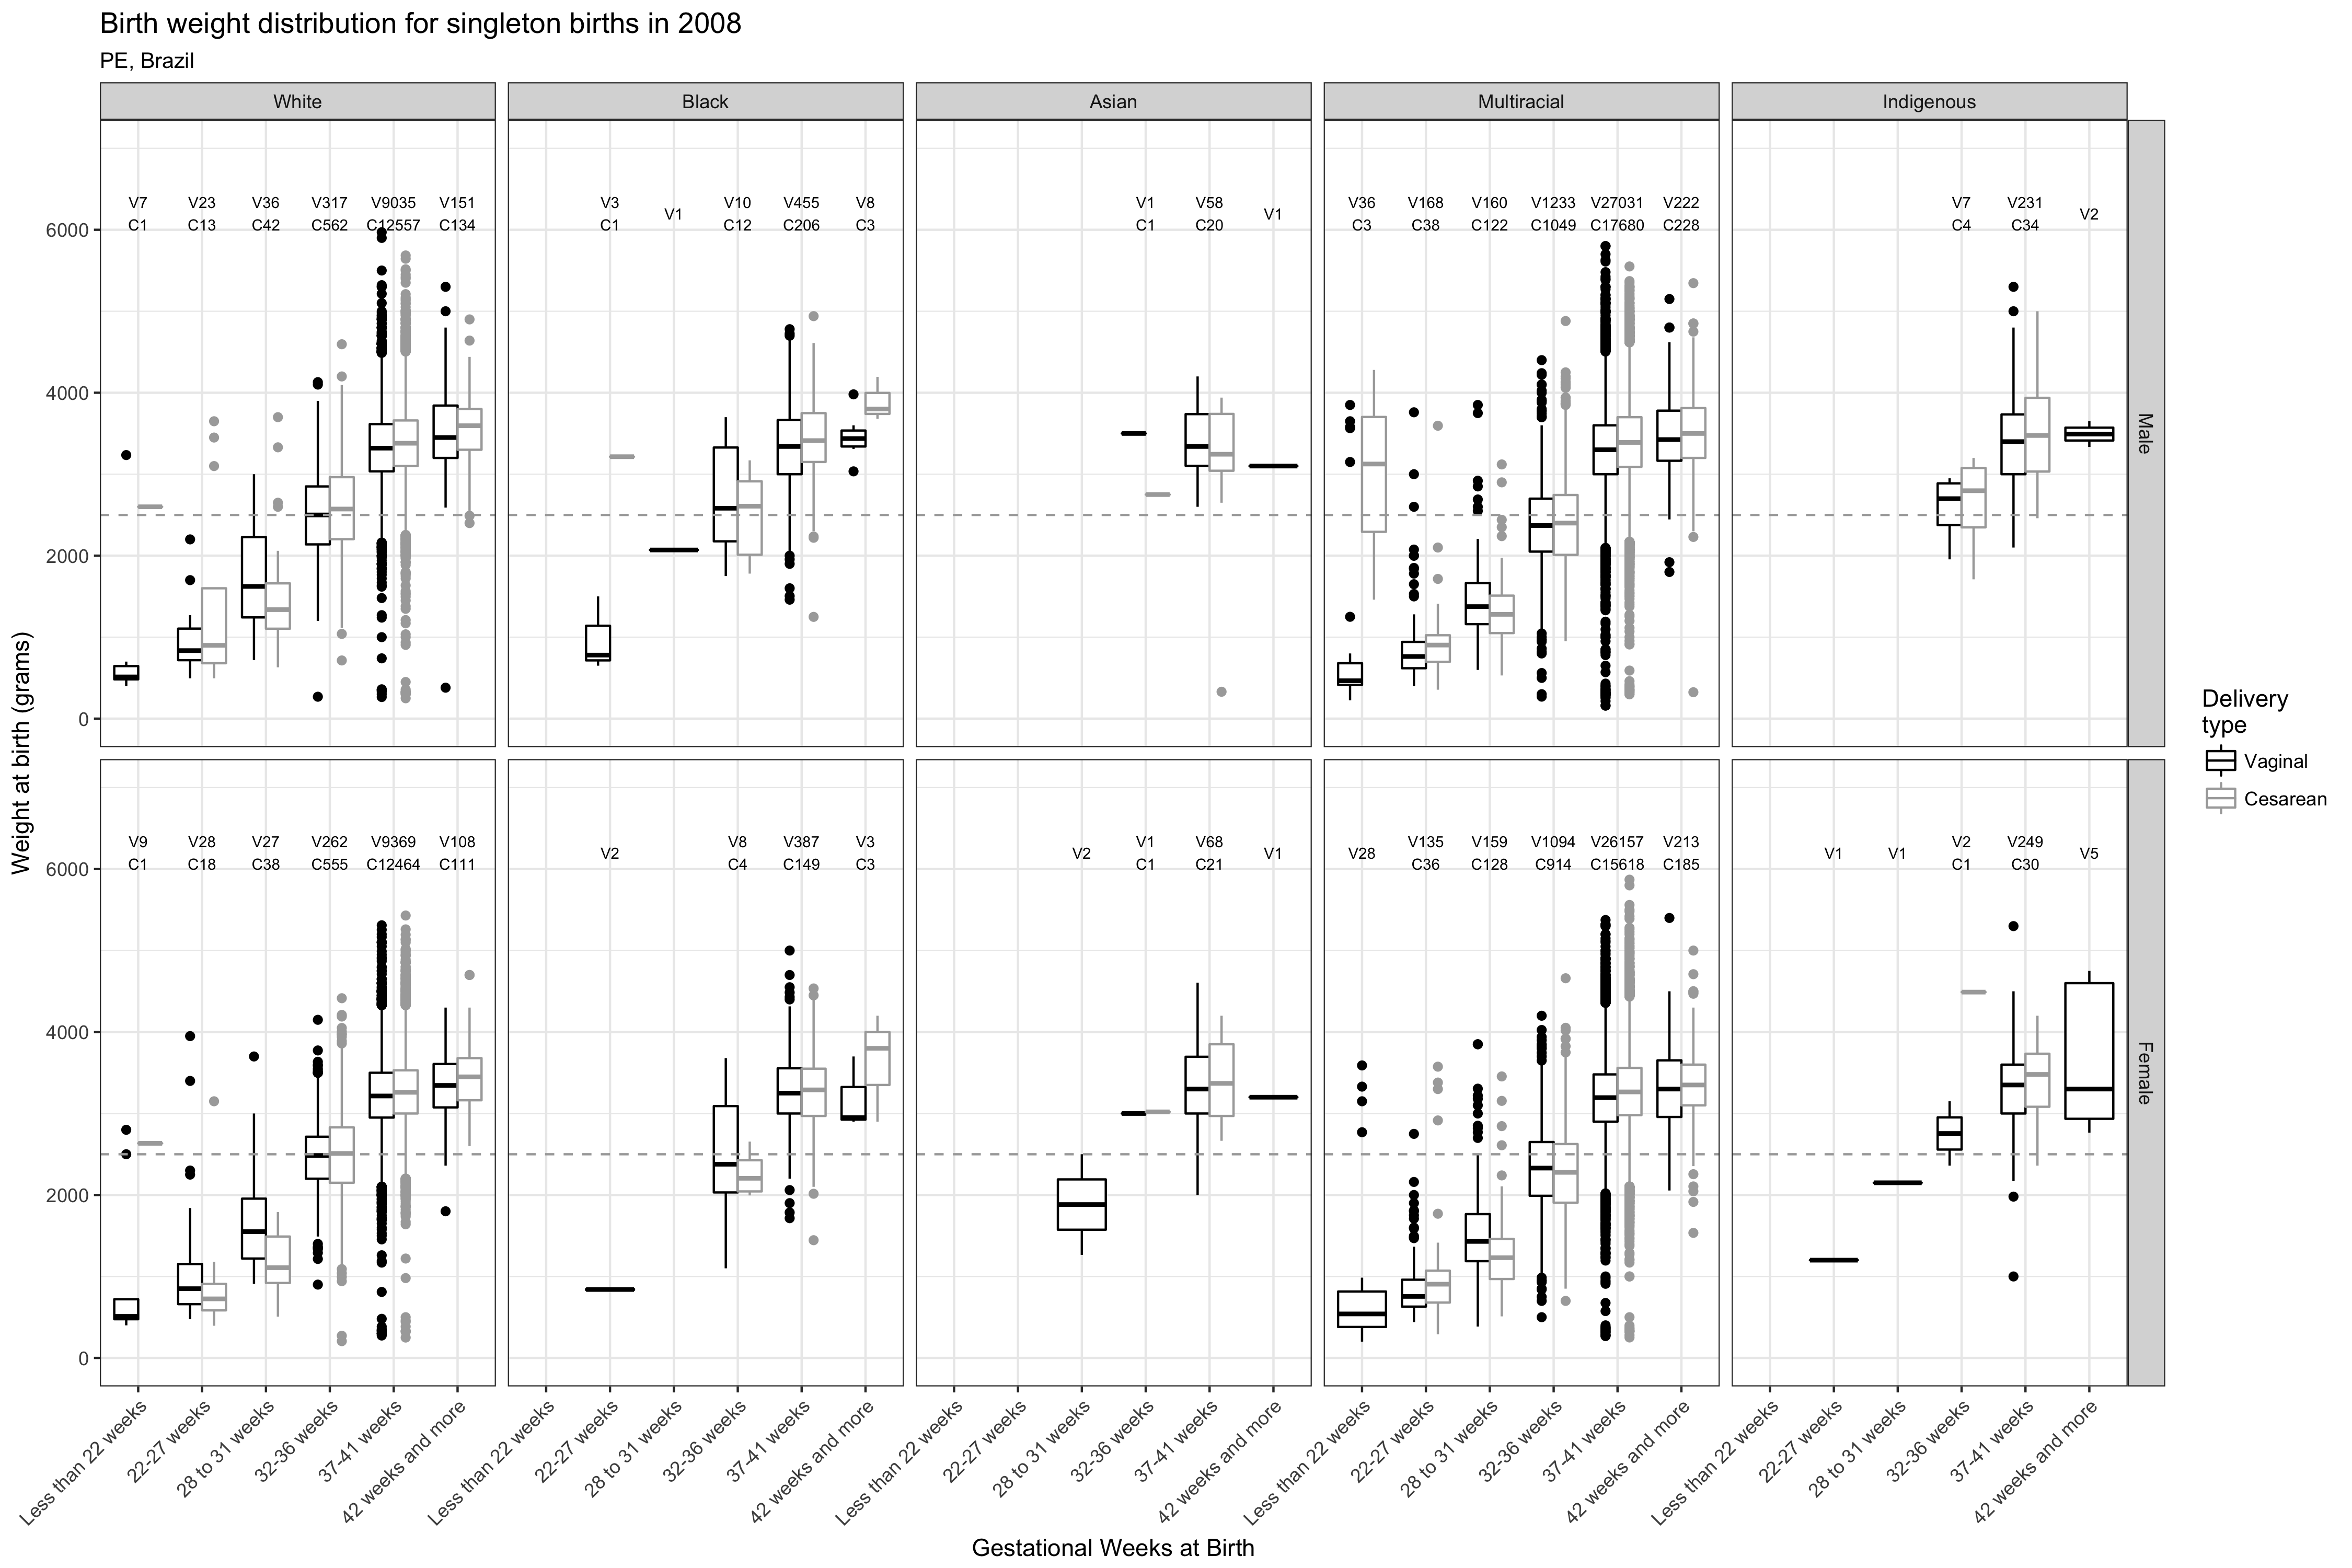 Birth weight distribution for singleton births in 2008
PE, Brazil
White Black Asian Multiracial Indigenous
V7 V23 V36 V317 V9035 V151
C1 C13 C42 C562 C12557 C134
V3 V1 V10 V455 V8
C1 C12 C206 C3
V1 V58 V1
C1 C20
V36 V168 V160 V1233 V27031 V222
C3 C38 C122 C1049 C17680 C228
V7 V231 V2
C4 C34
6000
4000
2000
0
Male
V9 V28 V27 V262 V9369 V108
C1 C18 C38 C555 C12464 C111
V2 V8 V387 V3
C4 C149 C3
V2 V1 V68 V1
C1 C21
V28 V135 V159 V1094 V26157 V213
C36 C128 C914 C15618 C185
V1 V1 V2 V249 V5
C1 C30
6000
4000
2000
0
Female
Weight at birth (grams)
Less than 22 weeks 22-27 weeks 28 to 31 weeks 32-36 weeks 37-41 weeks 42 weeks and more
Less than 22 weeks 22-27 weeks 28 to 31 weeks 32-36 weeks 37-41 weeks 42 weeks and more
Less than 22 weeks 22-27 weeks 28 to 31 weeks 32-36 weeks 37-41 weeks 42 weeks and more
Less than 22 weeks 22-27 weeks 28 to 31 weeks 32-36 weeks 37-41 weeks 42 weeks and more
Less than 22 weeks 22-27 weeks 28 to 31 weeks 32-36 weeks 37-41 weeks 42 weeks and more
Gestational Weeks at Birth
Delivery
type
Vaginal
Cesarean